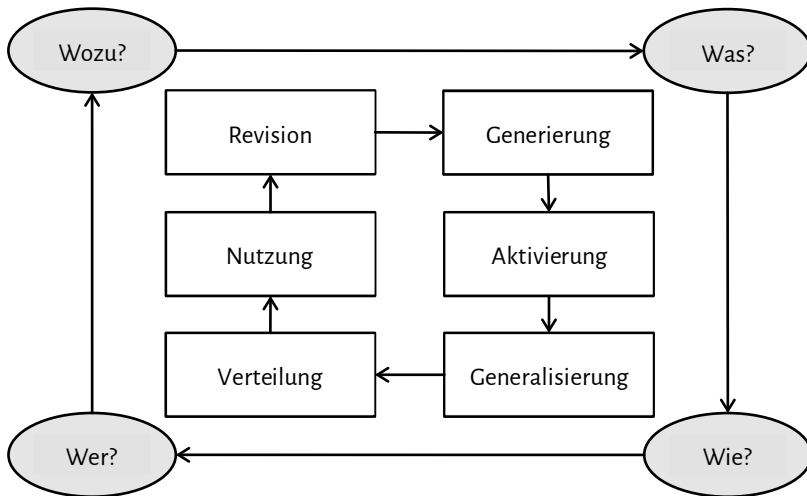 Wozu?
Was?
Revision
Generierung
Nutzung
Aktivierung
Verteilung
Generalisierung
Wer?
Wie?